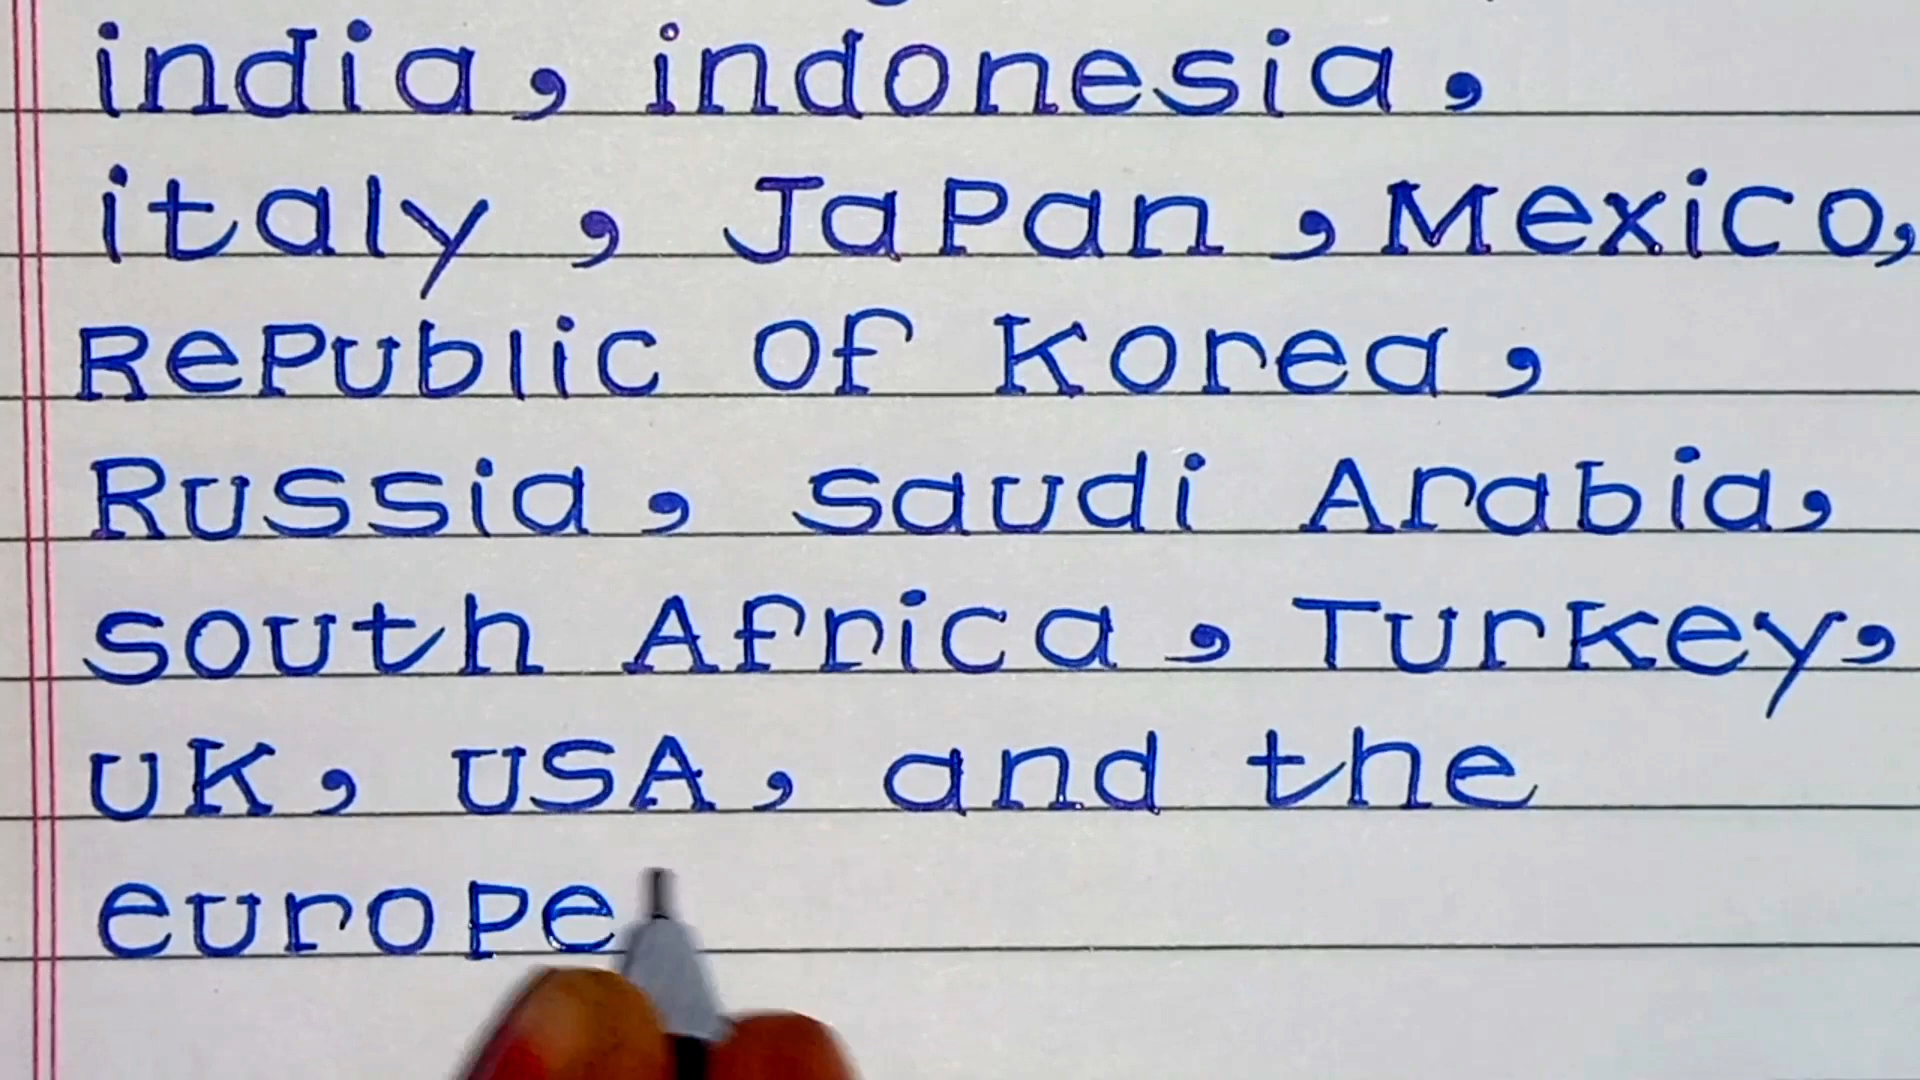 india, indonesia,
italy, JaPan, Mexico,
RePublic of Korea,
Russia, saudi Arabia,
south Africa, Turkey,
UK, USA, and the
europe